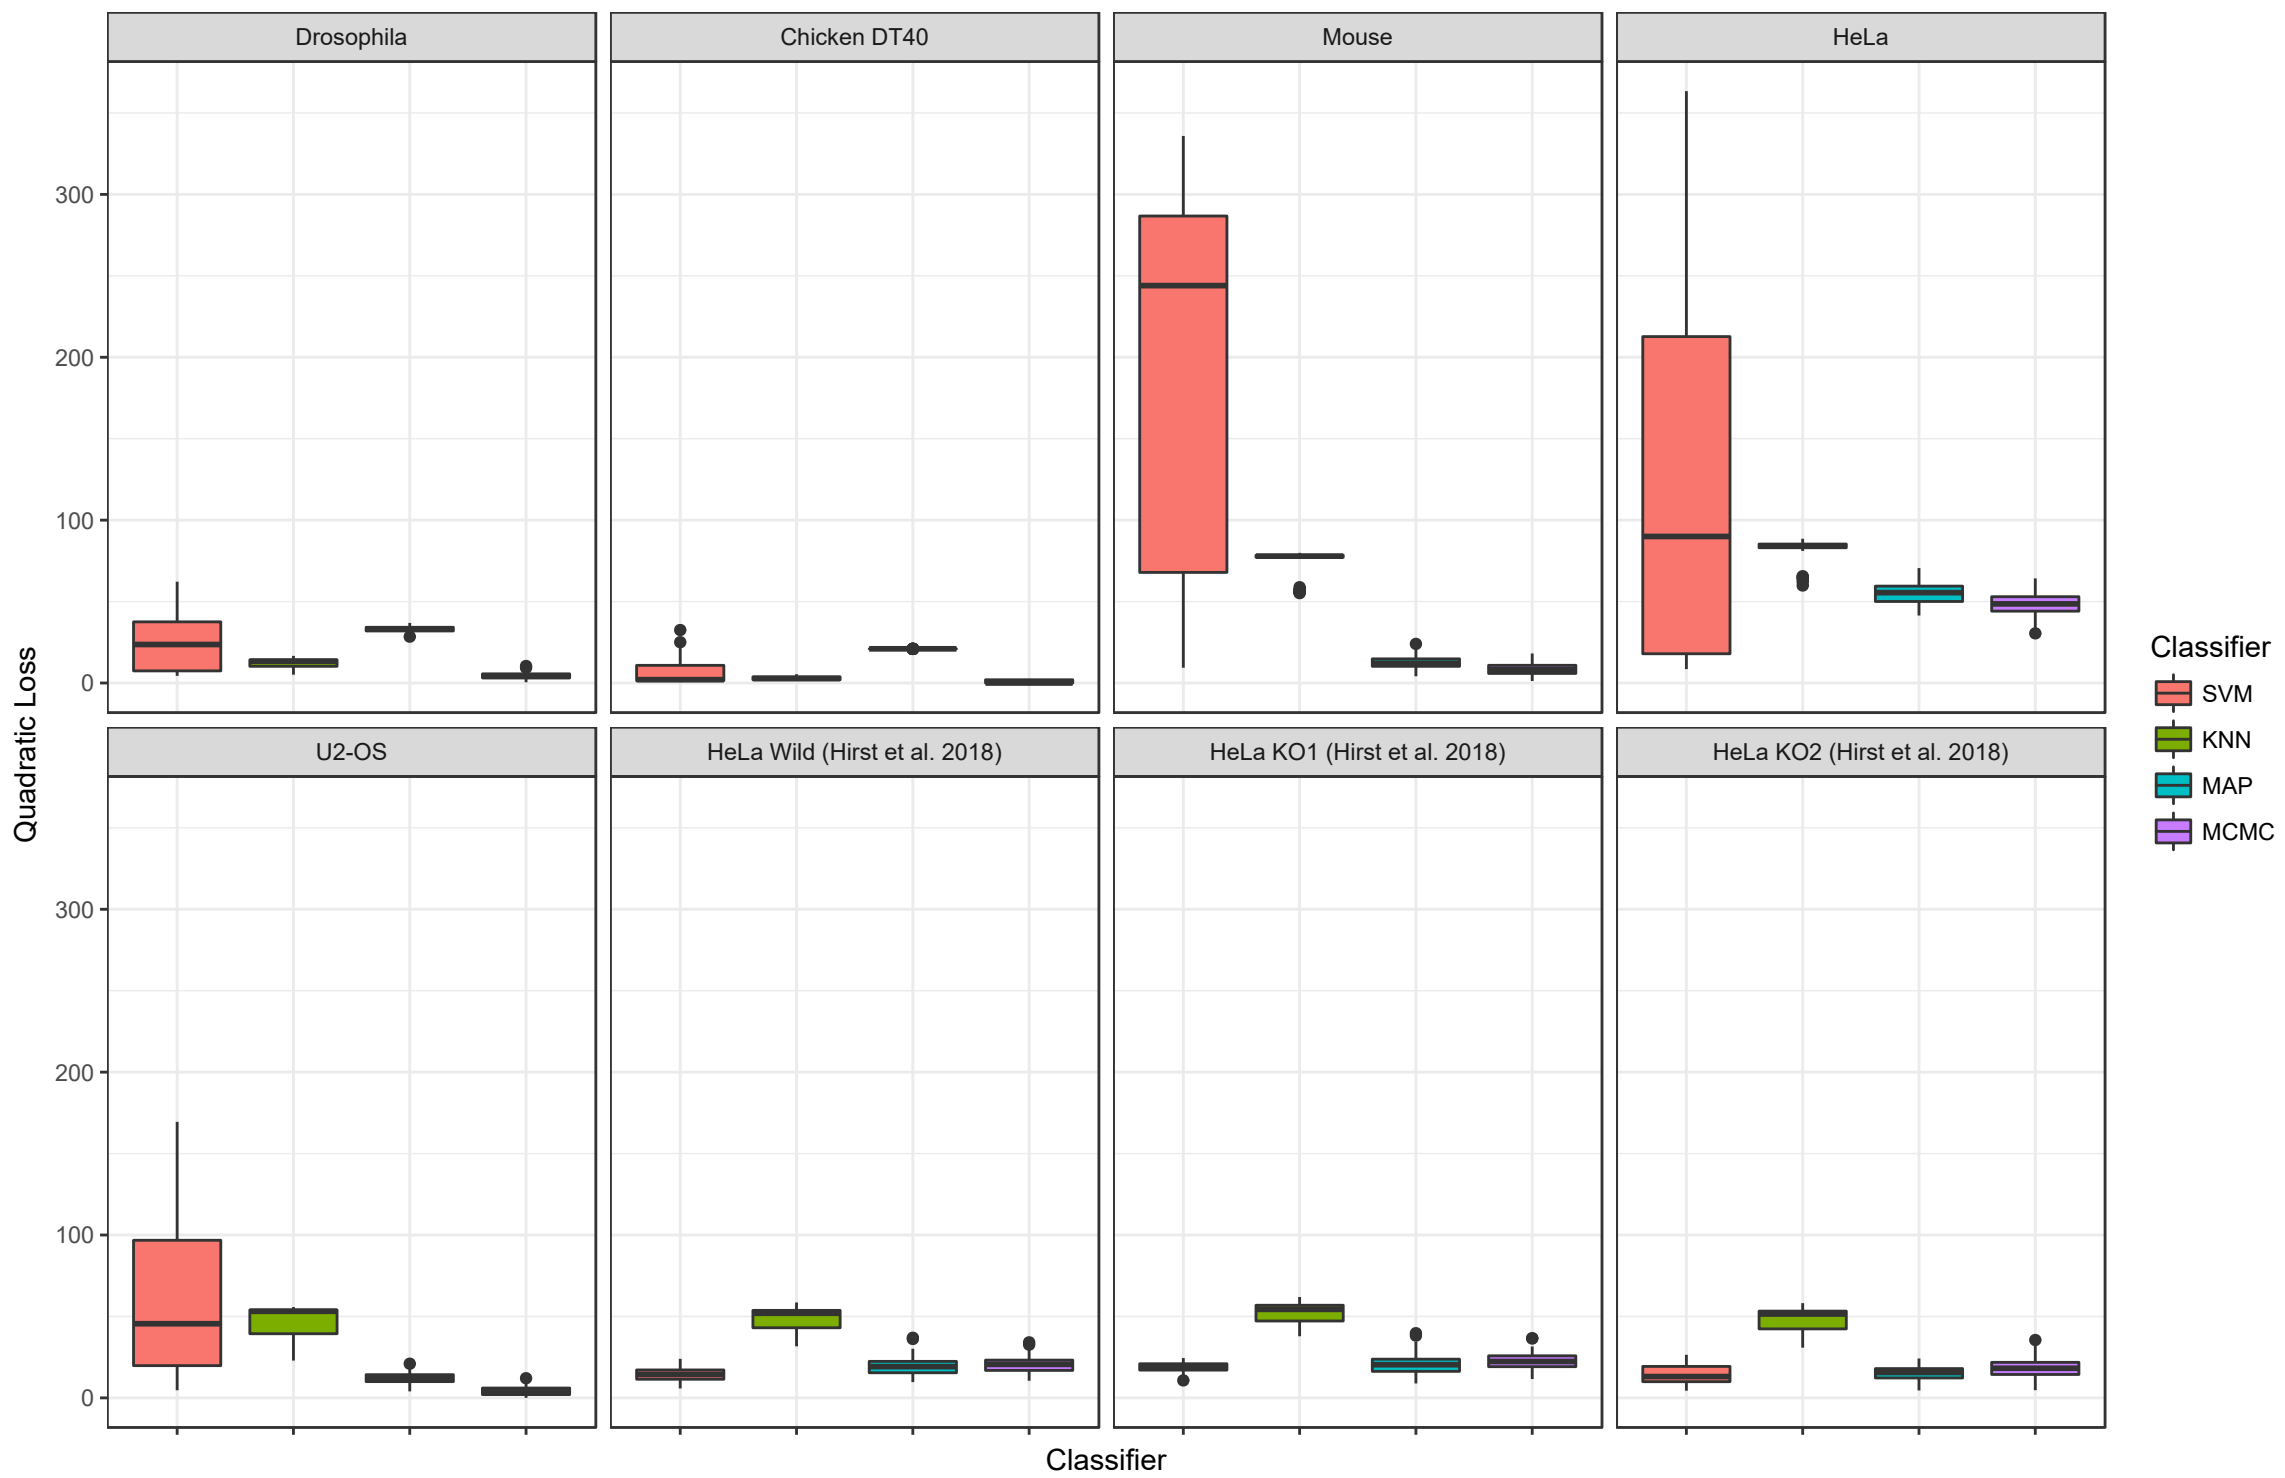 Drosophila
Chicken DT40
Mouse
HeLa
300
200
100
0
U2-OS
HeLa Wild (Hirst et al. 2018)
HeLa KO1 (Hirst et al. 2018)
HeLa KO2 (Hirst et al. 2018)
300
200
100
0
Quadratic Loss
Classifier
Classifier
SVM
KNN
MAP
MCMC